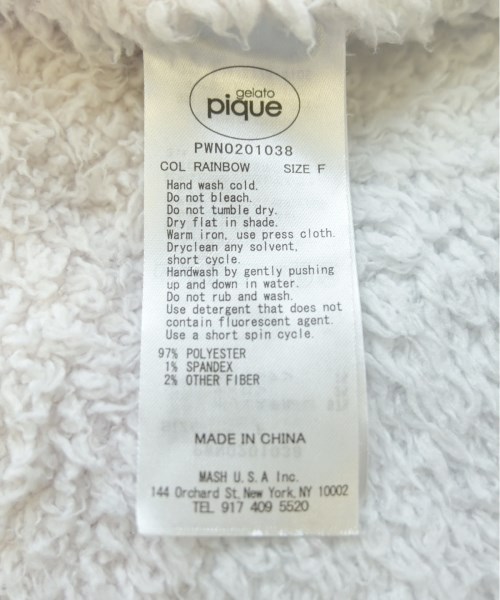 gelato
pique
PWNO201038
COL RAINBOW SIZE F
Hand wash cold.
Do not bleach.
Do not tumble dry.
Dry flat in shade.
Warm iron, use press cloth.
Dryclean any solvent,
short cycle.
Handwash by gently pushing
up and down in water.
Do not rub and wash.
Use detergent that does not
contain fluorescent agent.
Use a short spin cycle.
97% POLYESTER
1% SPANDEX
2% OTHER FIBER
MADE IN CHINA
MASH U.S.A Inc.
144 Orchard St, New York, NY 10002
TEL 917 409 5520